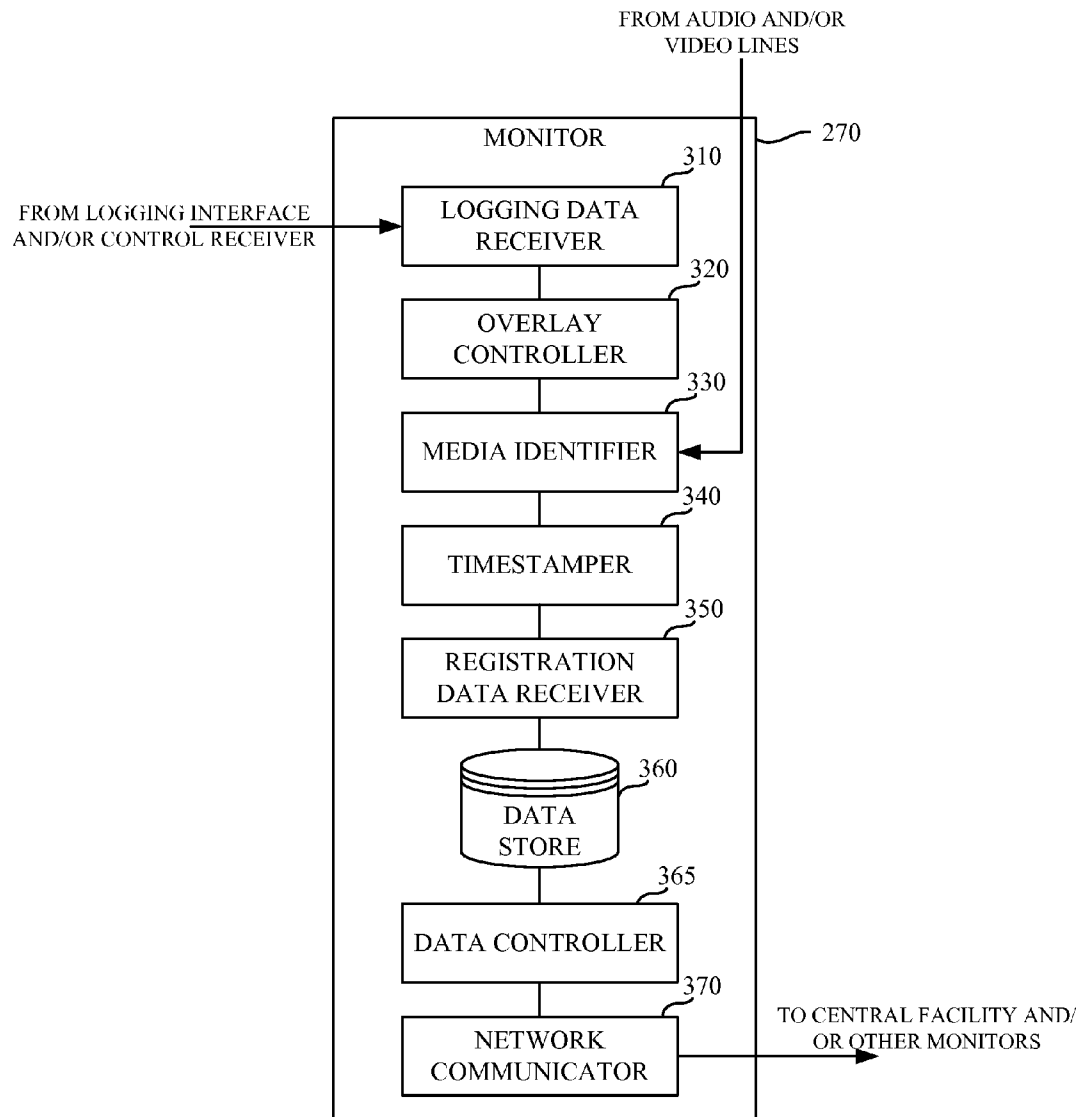 FROM AUDIO AND/OR
VIDEO LINES
MONITOR
270
310
FROM LOGGING INTERFACE
AND/OR CONTROL RECEIVER
LOGGING DATA
RECEIVER
320
OVERLAY
CONTROLLER
330
MEDIA IDENTIFIER
340
TIMESTAMPER
350
REGISTRATION
DATA RECEIVER
360
DATA
STORE
365
DATA CONTROLLER
370
NETWORK
COMMUNICATOR
TO CENTRAL FACILITY AND/
OR OTHER MONITORS